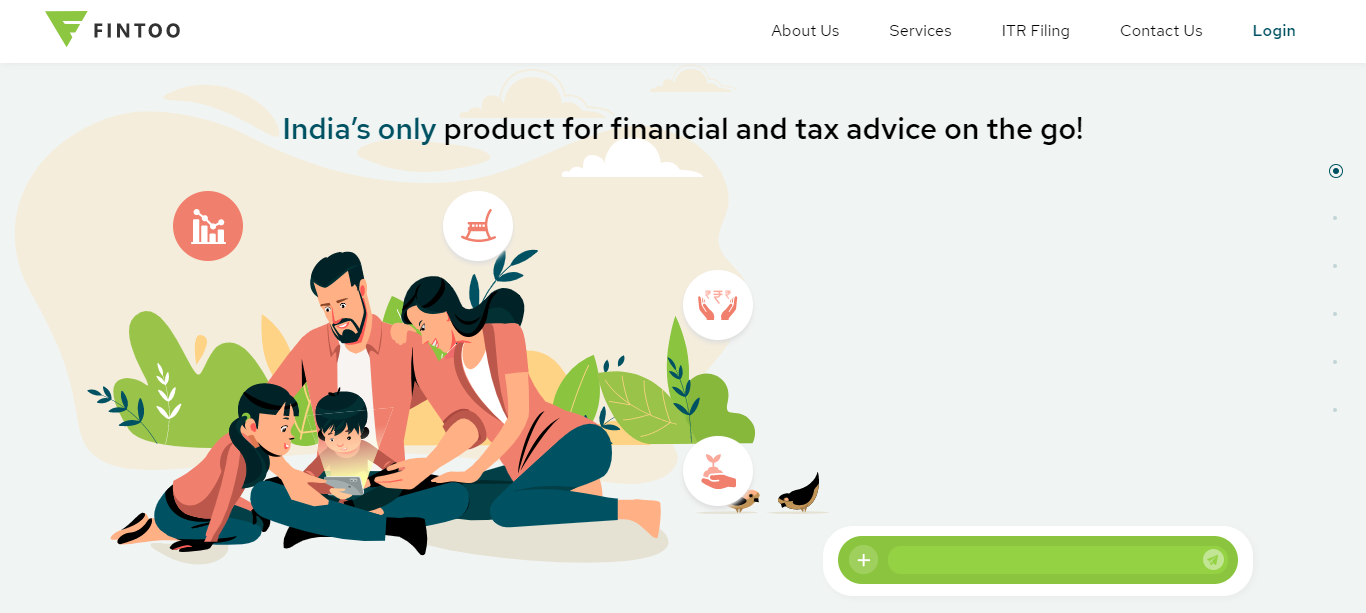 FINTOO
About Us
Services
ITR Filing
Contact Us
Login
India's only product for financial and tax advice on the go!
₹₹₹